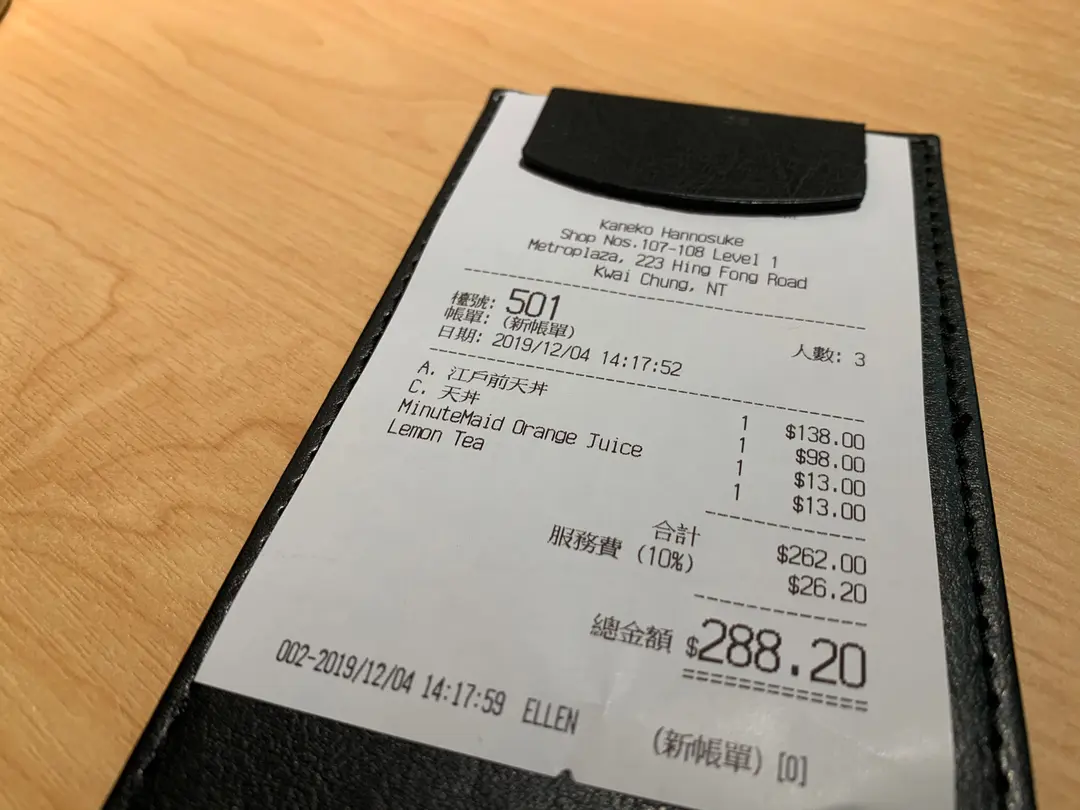 Kaneko Hannosuke
Shop Nos.107-108 Level 1
Metroplaza, 223 Hing Fong Road
Kwai Chung, NT
檯號: 501
帳單: (新帳單) 人數: 3
日期: 2019/12/04 14:17:52
A. 江戶前天丼 1 $138.00
C. 天丼 1 $98.00
MinuteMaid Orange Juice 1 $13.00
Lemon Tea 1 $13.00
合計 $262.00
服務費 (10%) $26.20
總金額 $288.20
002-2019/12/04 14:17:59 ELLEN
(新帳單) [0]